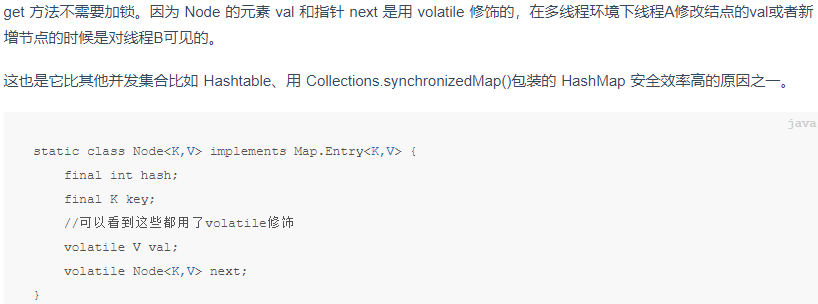 get 方法不需要加锁。因为 Node 的元素 val 和指针 next 是用 volatile 修饰的，在多线程环境下线程A修改结点的val或者新
增节点的时候是对线程B可见的。
这也是它比其他并发集合比如 Hashtable、用 Collections.synchronizedMap()包装的 HashMap 安全效率高的原因之一。
java
static class Node<K,V> implements Map.Entry<K,V> {
    final int hash;
    final K key;
    //可以看到这些都用了volatile修饰
    volatile V val;
    volatile Node<K,V> next;
}